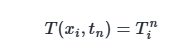 T(x_i, t_n) = T_i^n